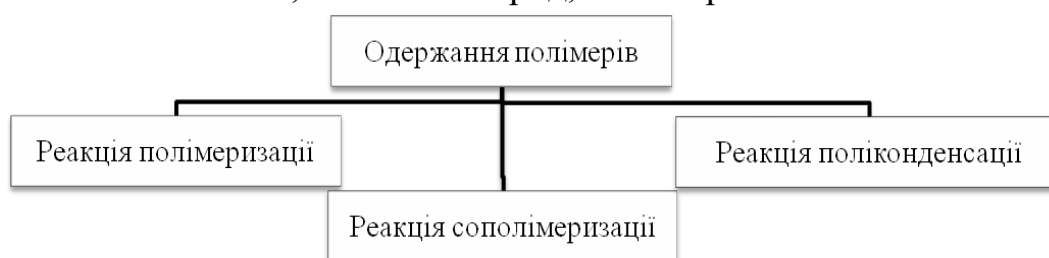 Одержання полімерів
Реакція полімеризації
Реакція поліконденсації
Реакція сополімеризації